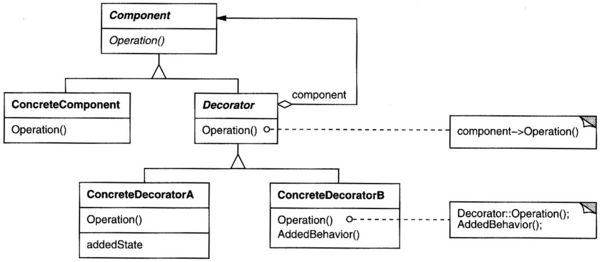 Component
Operation()
component
ConcreteComponent
Operation()
Decorator
Operation()
component–>Operation()
ConcreteDecoratorA
Operation()
addedState
ConcreteDecoratorB
Operation()
AddedBehavior()
Decorator::Operation();
AddedBehavior();